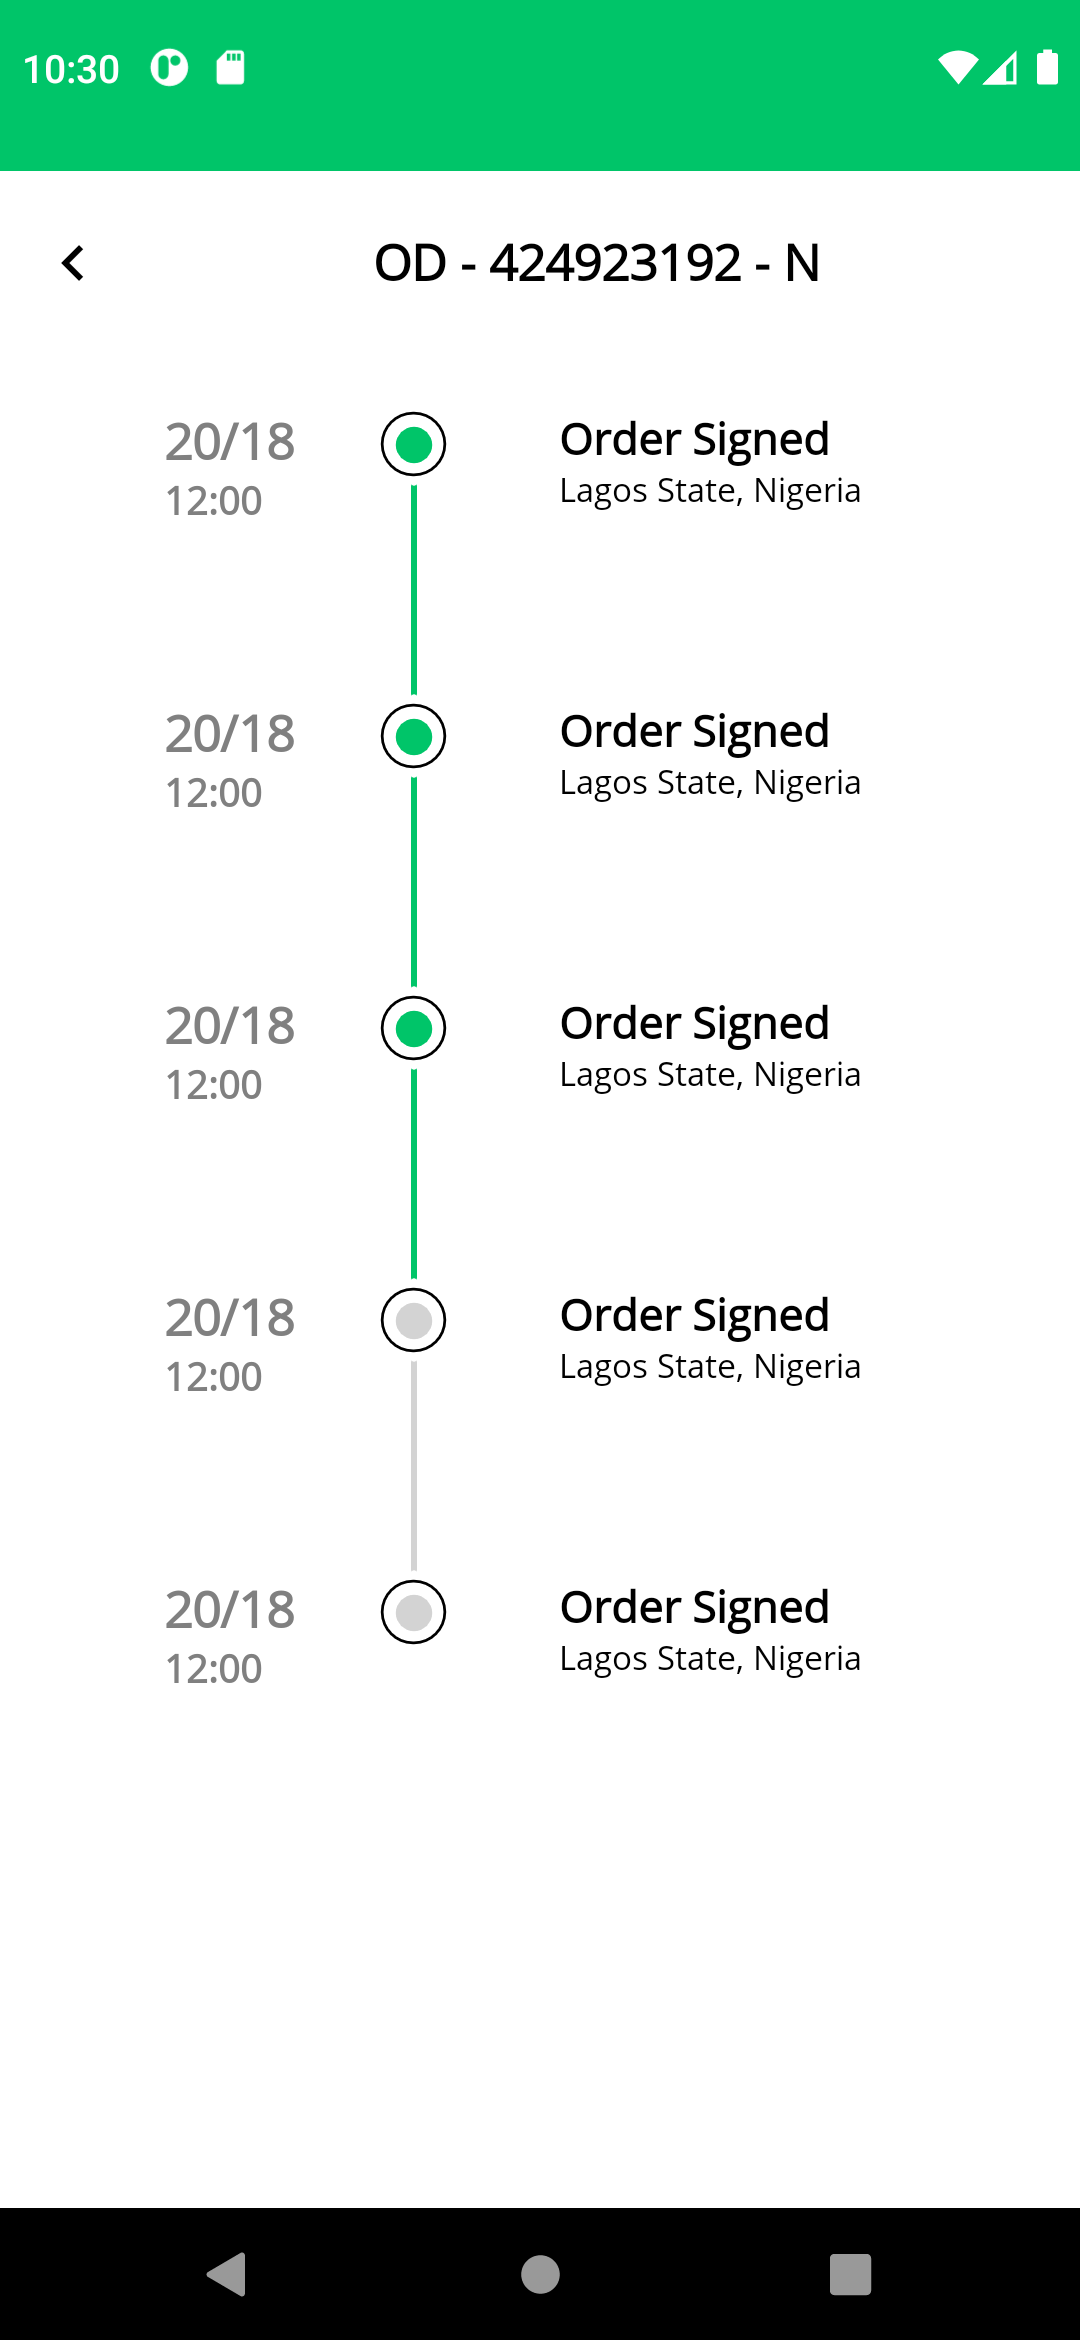 10:30
OD - 424923192 - N
20/18
12:00
Order Signed
Lagos State, Nigeria
20/18
12:00
Order Signed
Lagos State, Nigeria
20/18
12:00
Order Signed
Lagos State, Nigeria
20/18
12:00
Order Signed
Lagos State, Nigeria
20/18
12:00
Order Signed
Lagos State, Nigeria